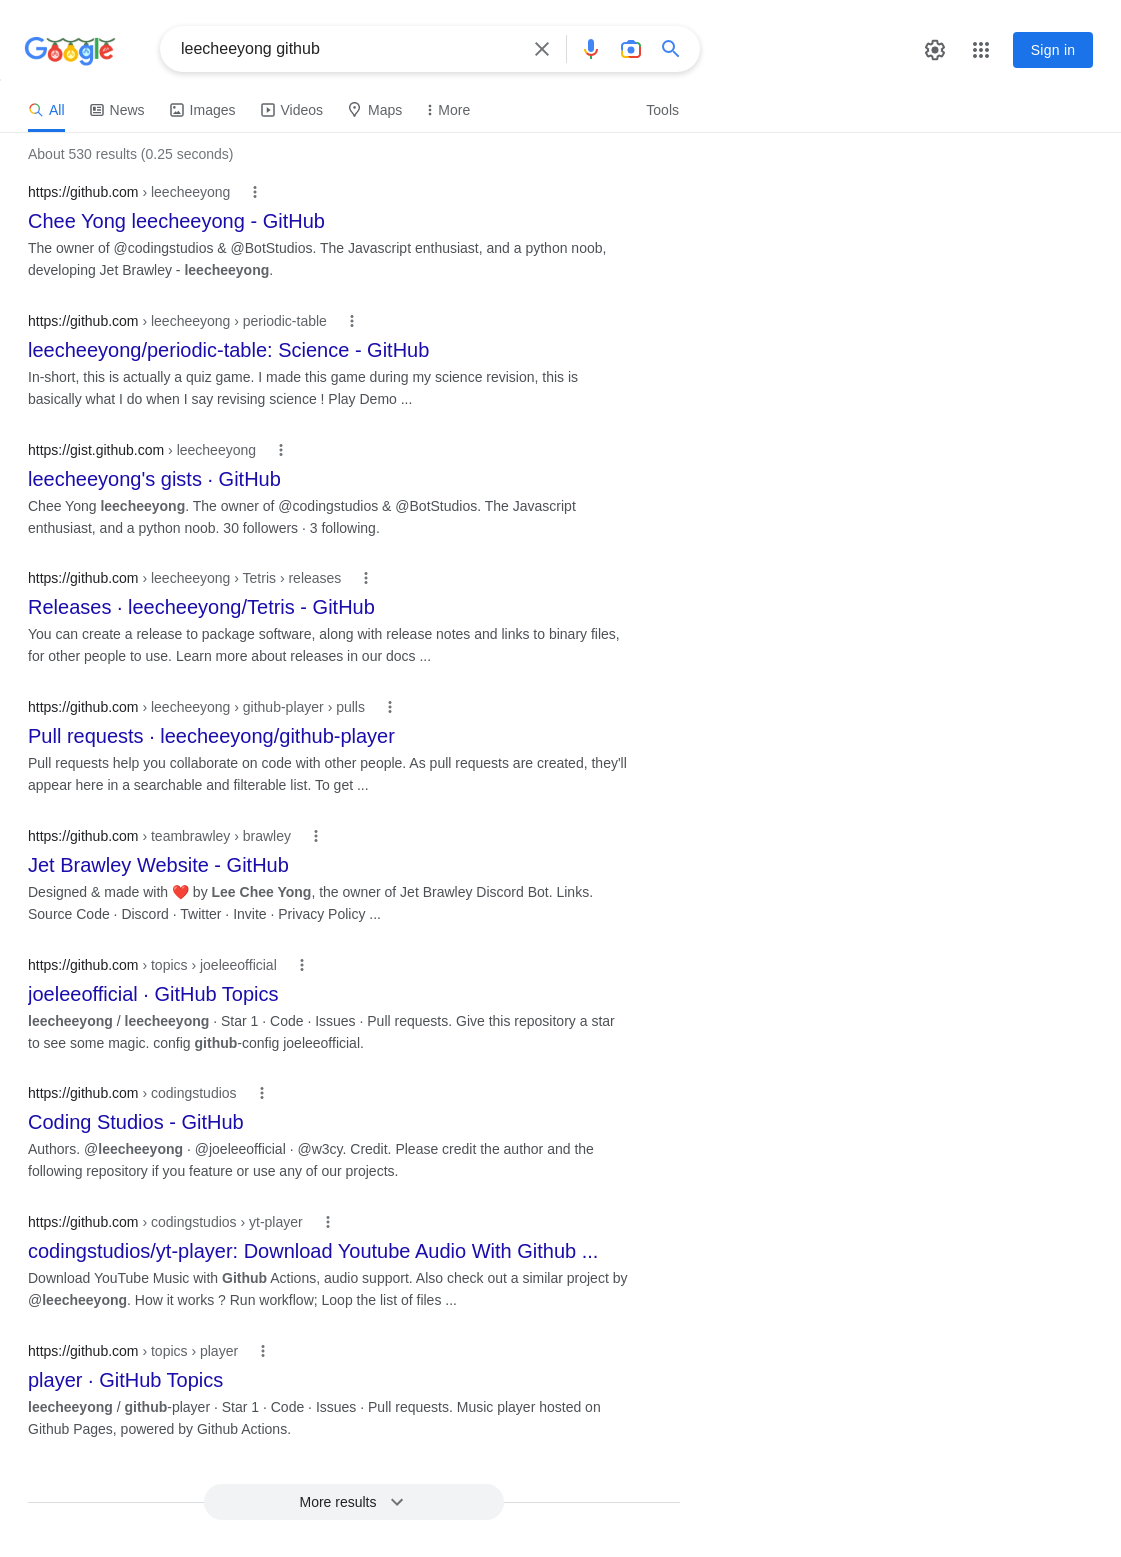 Google
leecheeyong github
Sign in
All News Images Videos Maps More Tools
About 530 results (0.25 seconds)
https://github.com › leecheeyong
Chee Yong leecheeyong - GitHub
The owner of @codingstudios & @BotStudios. The Javascript enthusiast, and a python noob,
developing Jet Brawley - leecheeyong.
https://github.com › leecheeyong › periodic-table
leecheeyong/periodic-table: Science - GitHub
In-short, this is actually a quiz game. I made this game during my science revision, this is
basically what I do when I say revising science ! Play Demo ...
https://gist.github.com › leecheeyong
leecheeyong's gists · GitHub
Chee Yong leecheeyong. The owner of @codingstudios & @BotStudios. The Javascript
enthusiast, and a python noob. 30 followers · 3 following.
https://github.com › leecheeyong › Tetris › releases
Releases · leecheeyong/Tetris - GitHub
You can create a release to package software, along with release notes and links to binary files,
for other people to use. Learn more about releases in our docs ...
https://github.com › leecheeyong › github-player › pulls
Pull requests · leecheeyong/github-player
Pull requests help you collaborate on code with other people. As pull requests are created, they'll
appear here in a searchable and filterable list. To get ...
https://github.com › teambrawley › brawley
Jet Brawley Website - GitHub
Designed & made with ❤️ by Lee Chee Yong, the owner of Jet Brawley Discord Bot. Links.
Source Code · Discord · Twitter · Invite · Privacy Policy ...
https://github.com › topics › joeleeofficial
joeleeofficial · GitHub Topics
leecheeyong / leecheeyong · Star 1 · Code · Issues · Pull requests. Give this repository a star
to see some magic. config github-config joeleeofficial.
https://github.com › codingstudios
Coding Studios - GitHub
Authors. @leecheeyong · @joeleeofficial · @w3cy. Credit. Please credit the author and the
following repository if you feature or use any of our projects.
https://github.com › codingstudios › yt-player
codingstudios/yt-player: Download Youtube Audio With Github ...
Download YouTube Music with Github Actions, audio support. Also check out a similar project by
@leecheeyong. How it works ? Run workflow; Loop the list of files ...
https://github.com › topics › player
player · GitHub Topics
leecheeyong / github-player · Star 1 · Code · Issues · Pull requests. Music player hosted on
Github Pages, powered by Github Actions.
More results